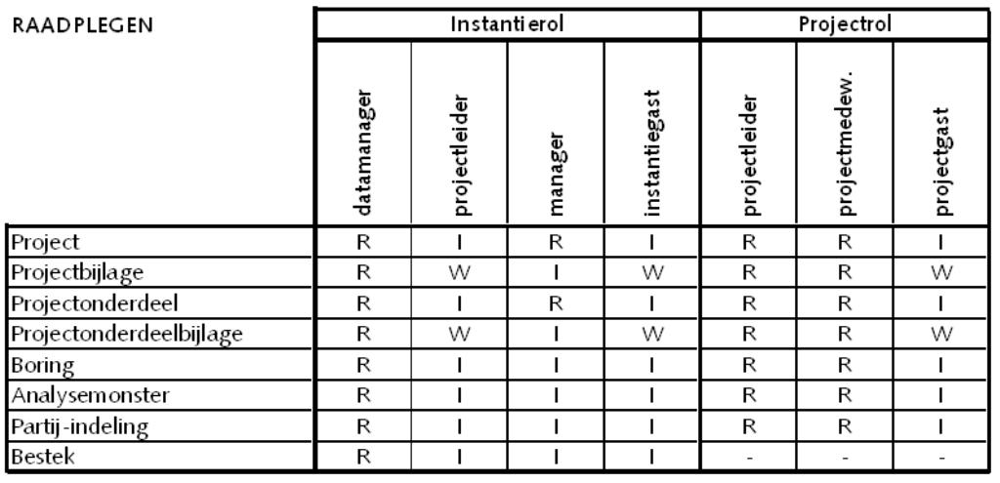 RAADPLEGEN Instantierol Projectrol
datamanager projectleider manager instantiegast projectleider projectmedew. projectgast
Project R I R I R R I
Projectbijlage R W I W R R W
Projectonderdeel R I R I R R I
Projectonderdeelbijlage R W I W R R W
Boring R I I I R R I
Analysemonster R I I I R R I
Partij-indeling R I I I R R I
Bestek R I I I - - -